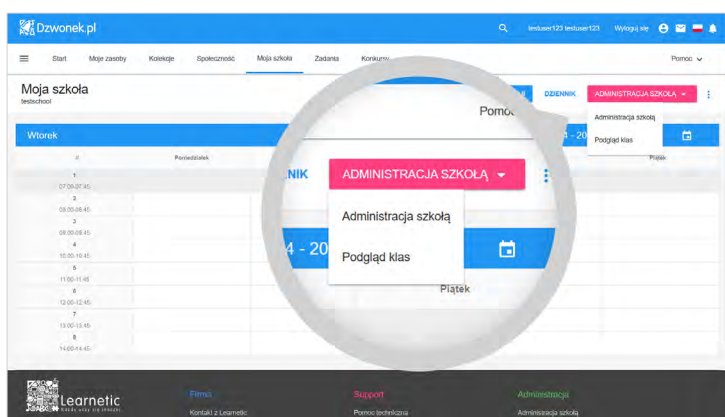 Dzwonek.pl
testuser123 testuser123 Wyloguj się
Start Moje zasoby Kolekcje Społeczność Moja szkoła Zadania Konkursy Pomoc
Moja szkoła
testschool
DZIENNIK ADMINISTRACJA SZKOŁĄ
Administracja szkołą
Podgląd klas
Wtorek
# Poniedziałek Piątek
1
07:00-07:45
2
08:00-08:45
3
09:00-09:45
4
10:00-10:45
5
11:00-11:45
6
12:00-12:45
7
13:00-13:45
8
14:00-14:45
Pomoc
NIK ADMINISTRACJA SZKOŁĄ
Administracja szkołą
Podgląd klas
4 - 20
Piątek
Learnetic
Firma Support Administracja
Kontakt z Learnetic Pomoc techniczna Administracja szkołą